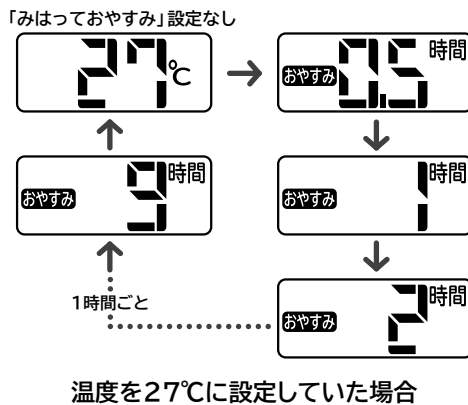 「みはっておやすみ」設定なし
27℃
おやすみ 0.5 時間
おやすみ 9 時間
おやすみ 1 時間
1時間ごと
おやすみ 2 時間
温度を27℃に設定していた場合